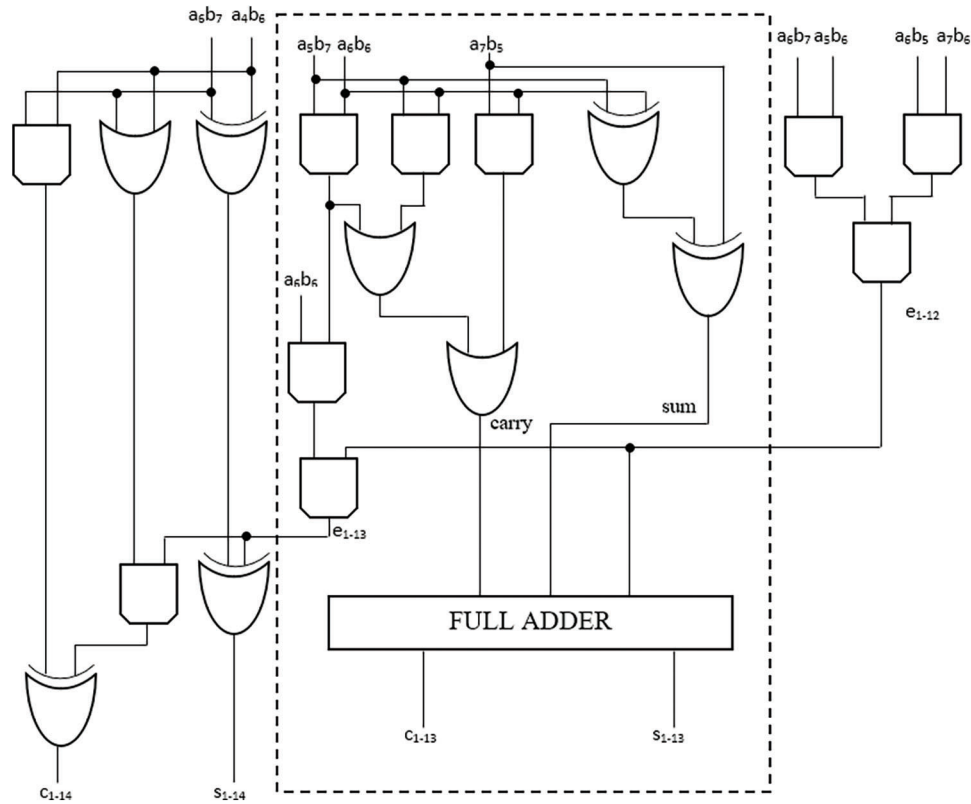 a₆b₇ a₄b₆
a₅b₇ a₆b₆
a₇b₅
a₆b₇ a₅b₆
a₆b₅ a₇b₆
a₆b₆
e₁₋₁₂
carry
sum
e₁₋₁₃
FULL ADDER
c₁₋₁₃
s₁₋₁₃
c₁₋₁₄
s₁₋₁₄